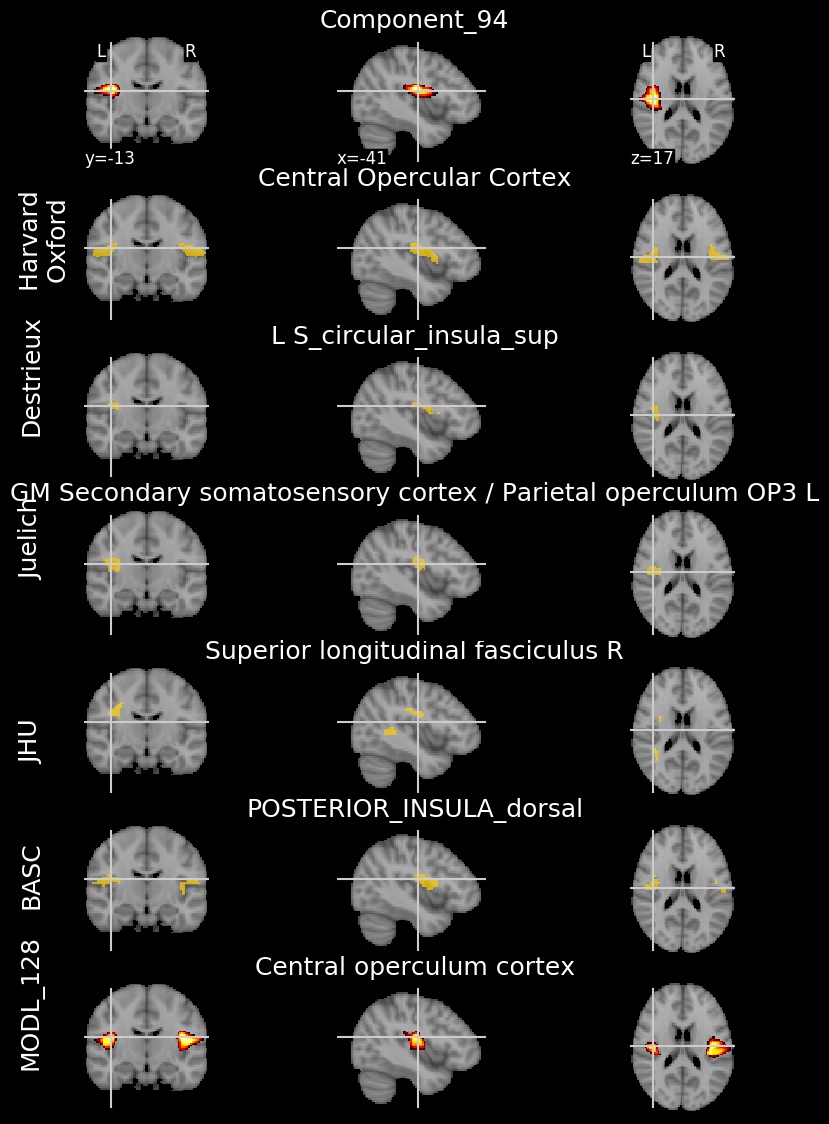 Component_94
L R
L R
y=-13
x=-41
z=17
Central Opercular Cortex
Harvard
Oxford
L S_circular_insula_sup
Destrieux
GM Secondary somatosensory cortex / Parietal operculum OP3 L
Juelich
Superior longitudinal fasciculus R
JHU
POSTERIOR_INSULA_dorsal
BASC
Central operculum cortex
MODL_128